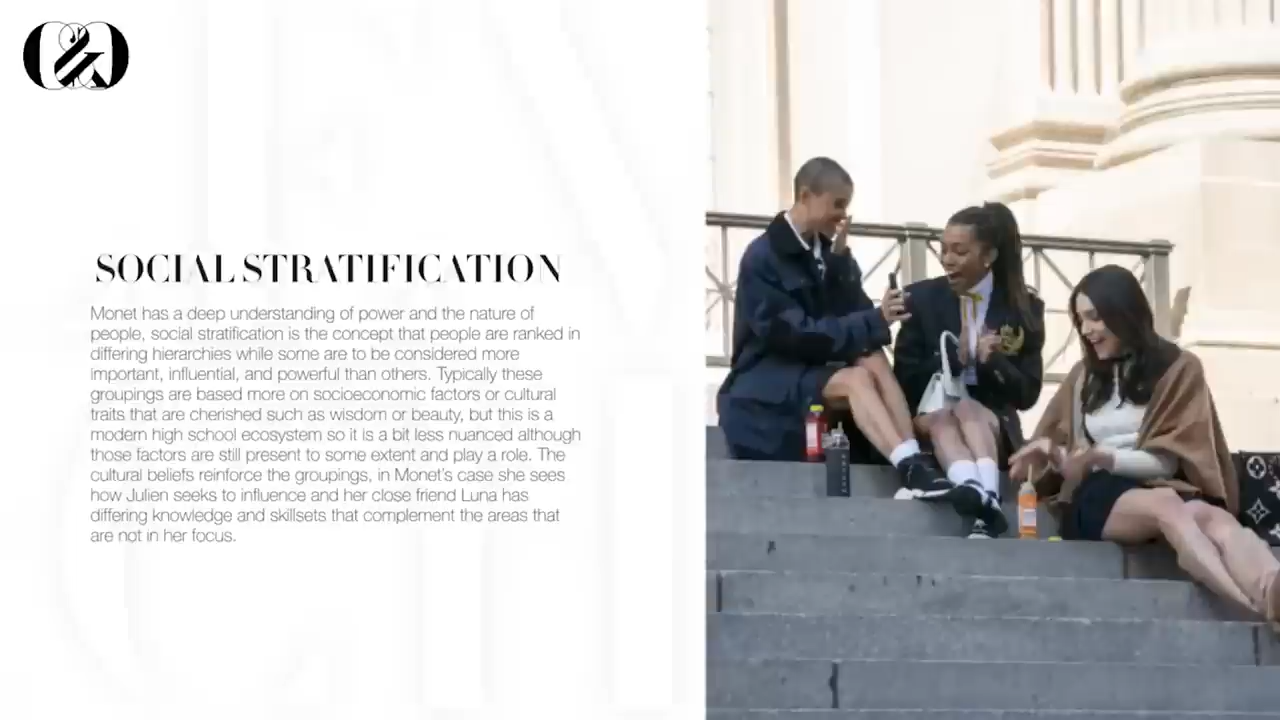 SOCIAL STRATIFICATION
Monet has a deep understanding of power and the nature of
people, social stratification is the concept that people are ranked in
differing hierarchies while some are to be considered more
important, influential, and powerful than others. Typically these
groupings are based more on socioeconomic factors or cultural
traits that are cherished such as wisdom or beauty, but this is a
modern high school ecosystem so it is a bit less nuanced although
those factors are still present to some extent and play a role. The
cultural beliefs reinforce the groupings, in Monet's case she sees
how Julien seeks to influence and her close friend Luna has
differing knowledge and skillsets that complement the areas that
are not in her focus.